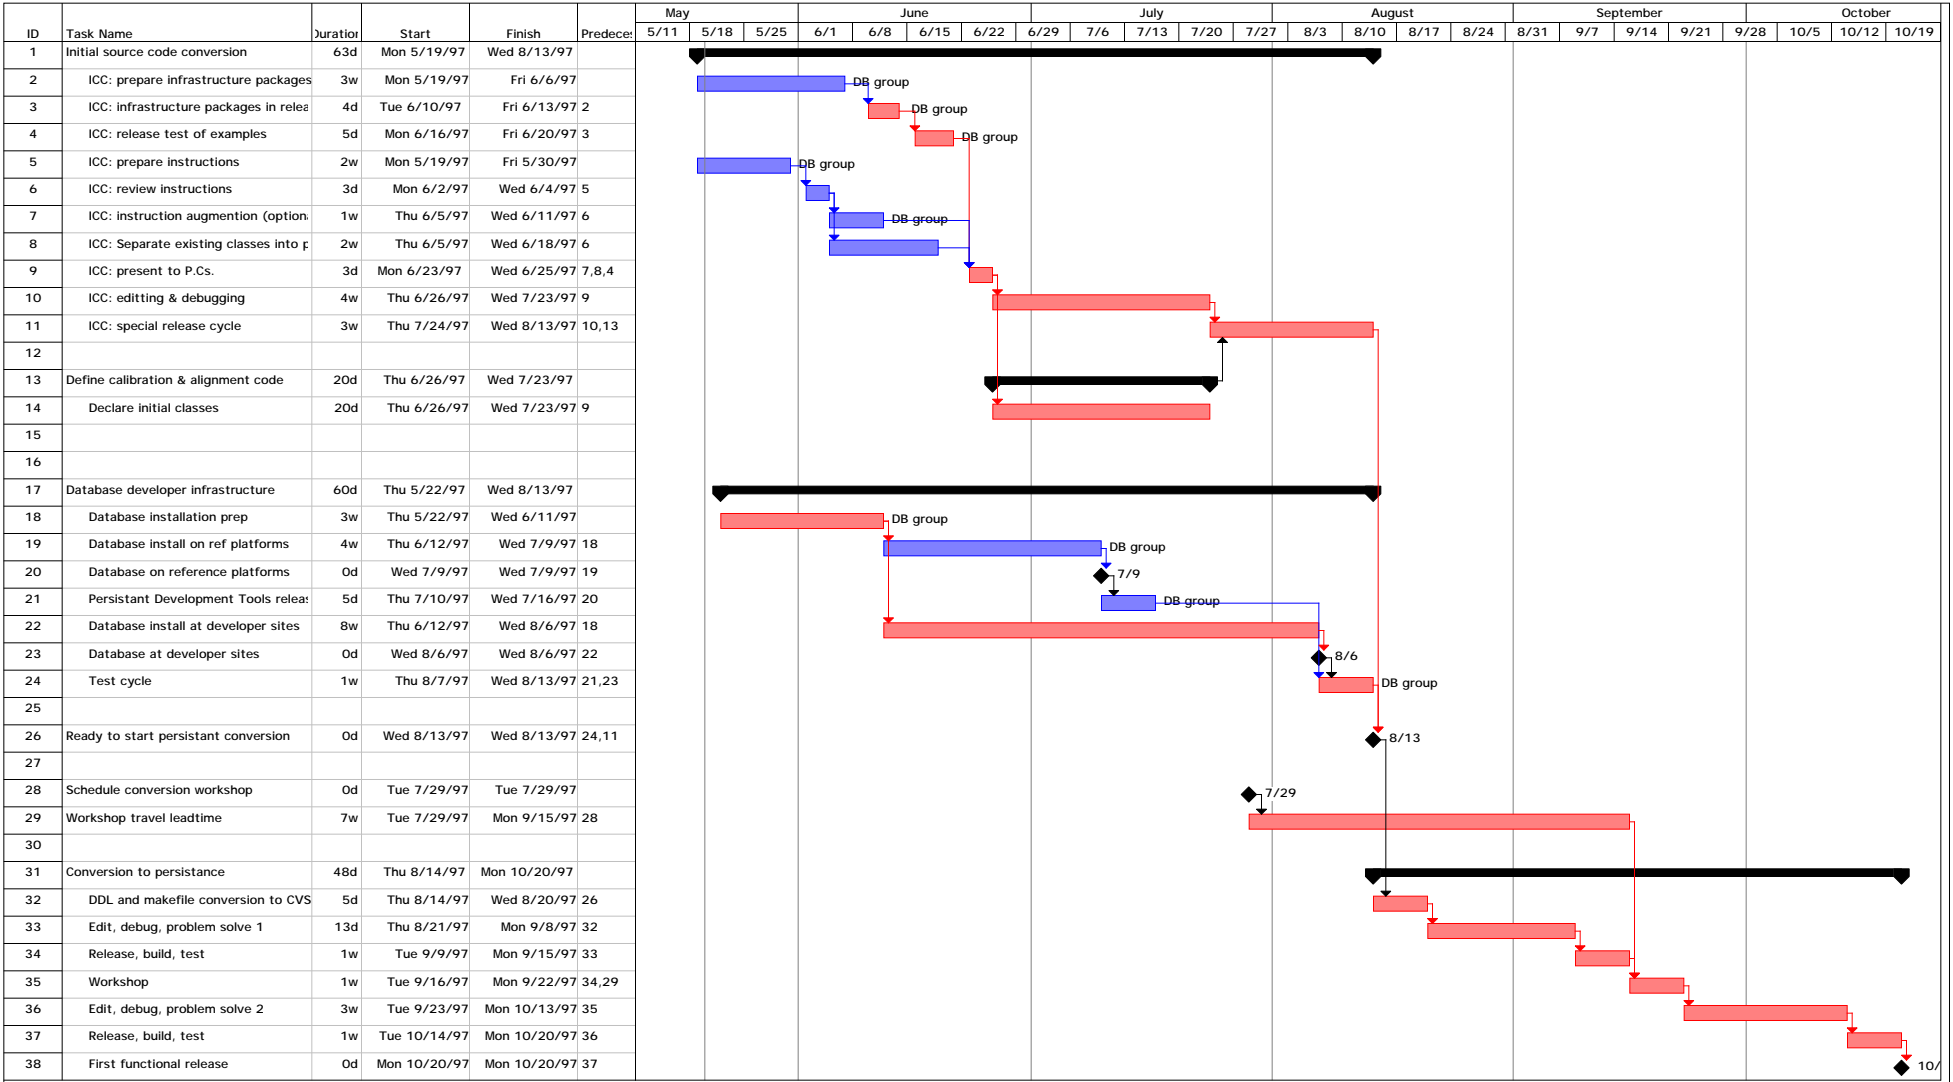 May June July August September October
ID Task Name Duration Start Finish Predeces 5/11 5/18 5/25 6/1 6/8 6/15 6/22 6/29 7/6 7/13 7/20 7/27 8/3 8/10 8/17 8/24 8/31 9/7 9/14 9/21 9/28 10/5 10/12 10/19
1 Initial source code conversion 63d Mon 5/19/97 Wed 8/13/97
2 ICC: prepare infrastructure packages 3w Mon 5/19/97 Fri 6/6/97 DB group
3 ICC: infrastructure packages in relea 4d Tue 6/10/97 Fri 6/13/97 2 DB group
4 ICC: release test of examples 5d Mon 6/16/97 Fri 6/20/97 3 DB group
5 ICC: prepare instructions 2w Mon 5/19/97 Fri 5/30/97 DB group
6 ICC: review instructions 3d Mon 6/2/97 Wed 6/4/97 5
7 ICC: instruction augmention (optiona 1w Thu 6/5/97 Wed 6/11/97 6 DB group
8 ICC: Separate existing classes into p 2w Thu 6/5/97 Wed 6/18/97 6
9 ICC: present to P.Cs. 3d Mon 6/23/97 Wed 6/25/97 7,8,4
10 ICC: editting & debugging 4w Thu 6/26/97 Wed 7/23/97 9
11 ICC: special release cycle 3w Thu 7/24/97 Wed 8/13/97 10,13
12
13 Define calibration & alignment code 20d Thu 6/26/97 Wed 7/23/97
14 Declare initial classes 20d Thu 6/26/97 Wed 7/23/97 9
15
16
17 Database developer infrastructure 60d Thu 5/22/97 Wed 8/13/97
18 Database installation prep 3w Thu 5/22/97 Wed 6/11/97 DB group
19 Database install on ref platforms 4w Thu 6/12/97 Wed 7/9/97 18 DB group
20 Database on reference platforms 0d Wed 7/9/97 Wed 7/9/97 19 7/9
21 Persistant Development Tools releas 5d Thu 7/10/97 Wed 7/16/97 20 DB group
22 Database install at developer sites 8w Thu 6/12/97 Wed 8/6/97 18
23 Database at developer sites 0d Wed 8/6/97 Wed 8/6/97 22 8/6
24 Test cycle 1w Thu 8/7/97 Wed 8/13/97 21,23 DB group
25
26 Ready to start persistant conversion 0d Wed 8/13/97 Wed 8/13/97 24,11 8/13
27
28 Schedule conversion workshop 0d Tue 7/29/97 Tue 7/29/97 7/29
29 Workshop travel leadtime 7w Tue 7/29/97 Mon 9/15/97 28
30
31 Conversion to persistance 48d Thu 8/14/97 Mon 10/20/97
32 DDL and makefile conversion to CVS 5d Thu 8/14/97 Wed 8/20/97 26
33 Edit, debug, problem solve 1 13d Thu 8/21/97 Mon 9/8/97 32
34 Release, build, test 1w Tue 9/9/97 Mon 9/15/97 33
35 Workshop 1w Tue 9/16/97 Mon 9/22/97 34,29
36 Edit, debug, problem solve 2 3w Tue 9/23/97 Mon 10/13/97 35
37 Release, build, test 1w Tue 10/14/97 Mon 10/20/97 36
38 First functional release 0d Mon 10/20/97 Mon 10/20/97 37 10/